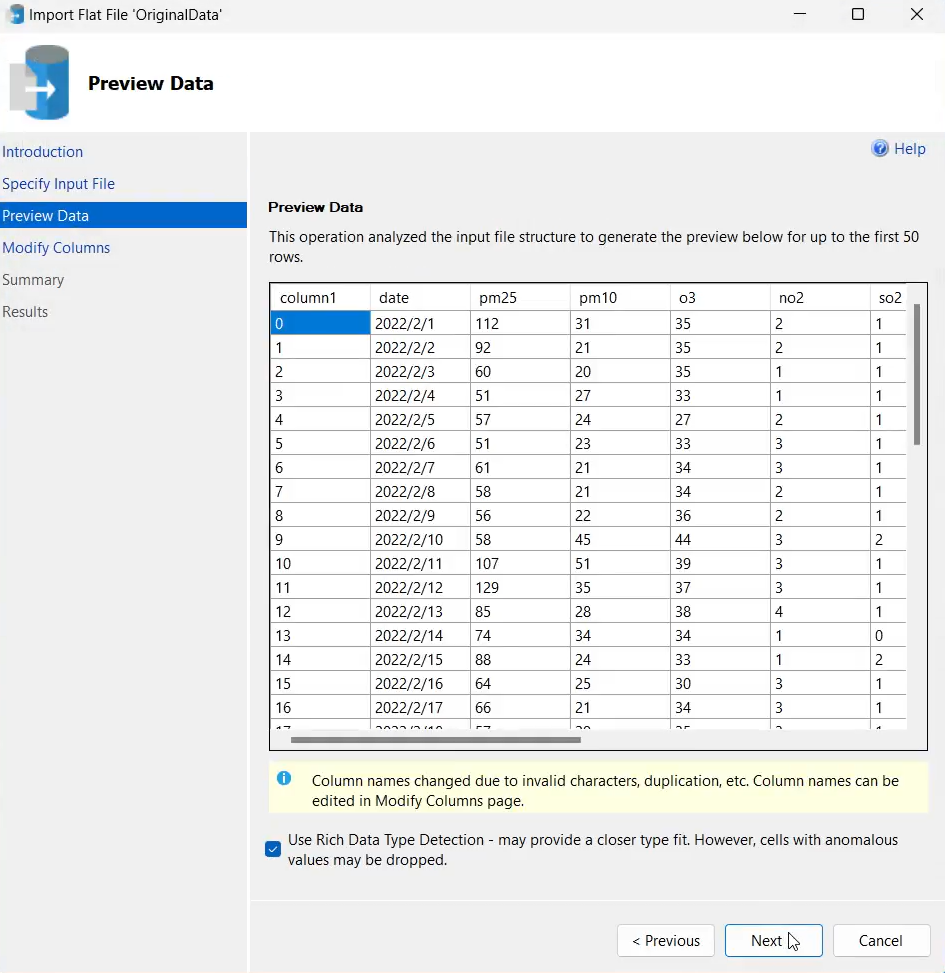 Import Flat File 'OriginalData'
Preview Data
Introduction
Specify Input File
Preview Data
Modify Columns
Summary
Results
Help
Preview Data
This operation analyzed the input file structure to generate the preview below for up to the first 50
rows.
column1 date pm25 pm10 o3 no2 so2
0 2022/2/1 112 31 35 2 1
1 2022/2/2 92 21 35 2 1
2 2022/2/3 60 20 35 1 1
3 2022/2/4 51 27 33 1 1
4 2022/2/5 57 24 27 2 1
5 2022/2/6 51 23 33 3 1
6 2022/2/7 61 21 34 3 1
7 2022/2/8 58 21 34 2 1
8 2022/2/9 56 22 36 2 1
9 2022/2/10 58 45 44 3 2
10 2022/2/11 107 51 39 3 1
11 2022/2/12 129 35 37 3 1
12 2022/2/13 85 28 38 4 1
13 2022/2/14 74 34 34 1 0
14 2022/2/15 88 24 33 1 2
15 2022/2/16 64 25 30 3 1
16 2022/2/17 66 21 34 3 1
Column names changed due to invalid characters, duplication, etc. Column names can be
edited in Modify Columns page.
Use Rich Data Type Detection - may provide a closer type fit. However, cells with anomalous
values may be dropped.
< Previous
Next
Cancel